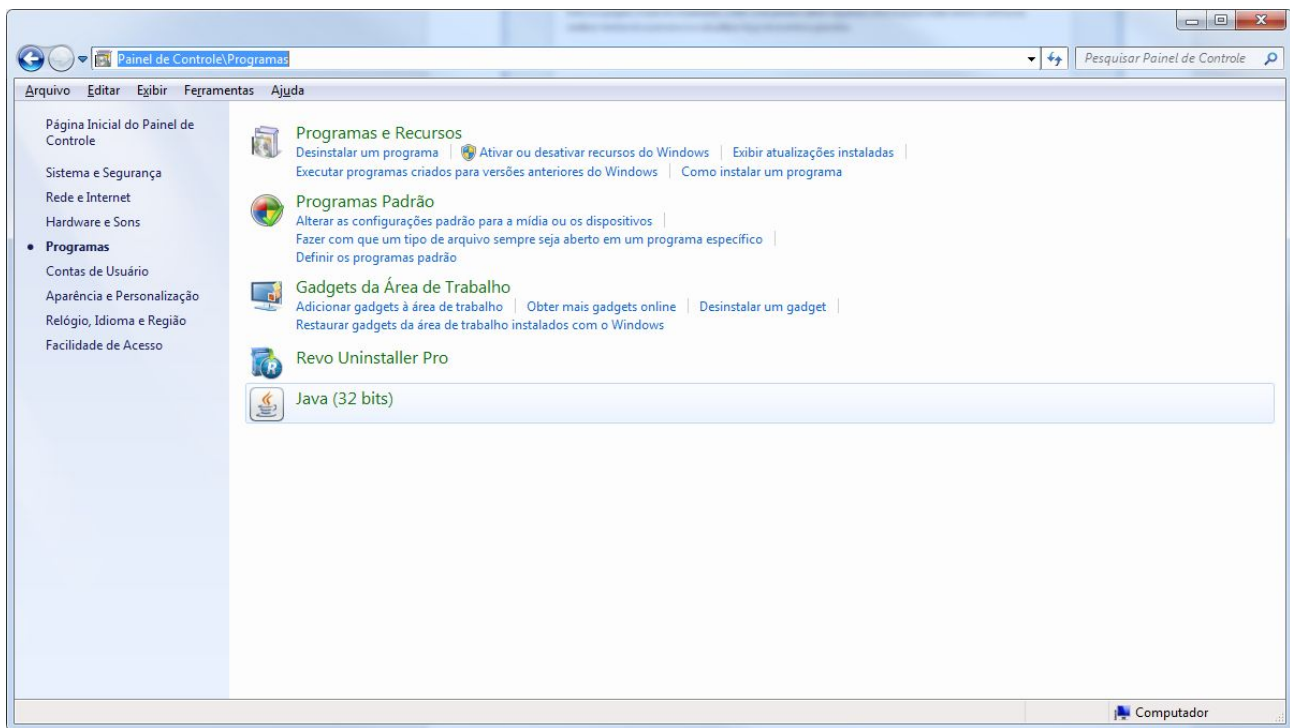 Painel de Controle\Programas
Pesquisar Painel de Controle
Arquivo Editar Exibir Ferramentas Ajuda
Página Inicial do Painel de
Controle
Sistema e Segurança
Rede e Internet
Hardware e Sons
Programas
Contas de Usuário
Aparência e Personalização
Relógio, Idioma e Região
Facilidade de Acesso
Programas e Recursos
Desinstalar um programa Ativar ou desativar recursos do Windows Exibir atualizações instaladas
Executar programas criados para versões anteriores do Windows Como instalar um programa
Programas Padrão
Alterar as configurações padrão para a mídia ou os dispositivos
Fazer com que um tipo de arquivo sempre seja aberto em um programa específico
Definir os programas padrão
Gadgets da Área de Trabalho
Adicionar gadgets à área de trabalho Obter mais gadgets online Desinstalar um gadget
Restaurar gadgets da área de trabalho instalados com o Windows
Revo Uninstaller Pro
Java (32 bits)
Computador